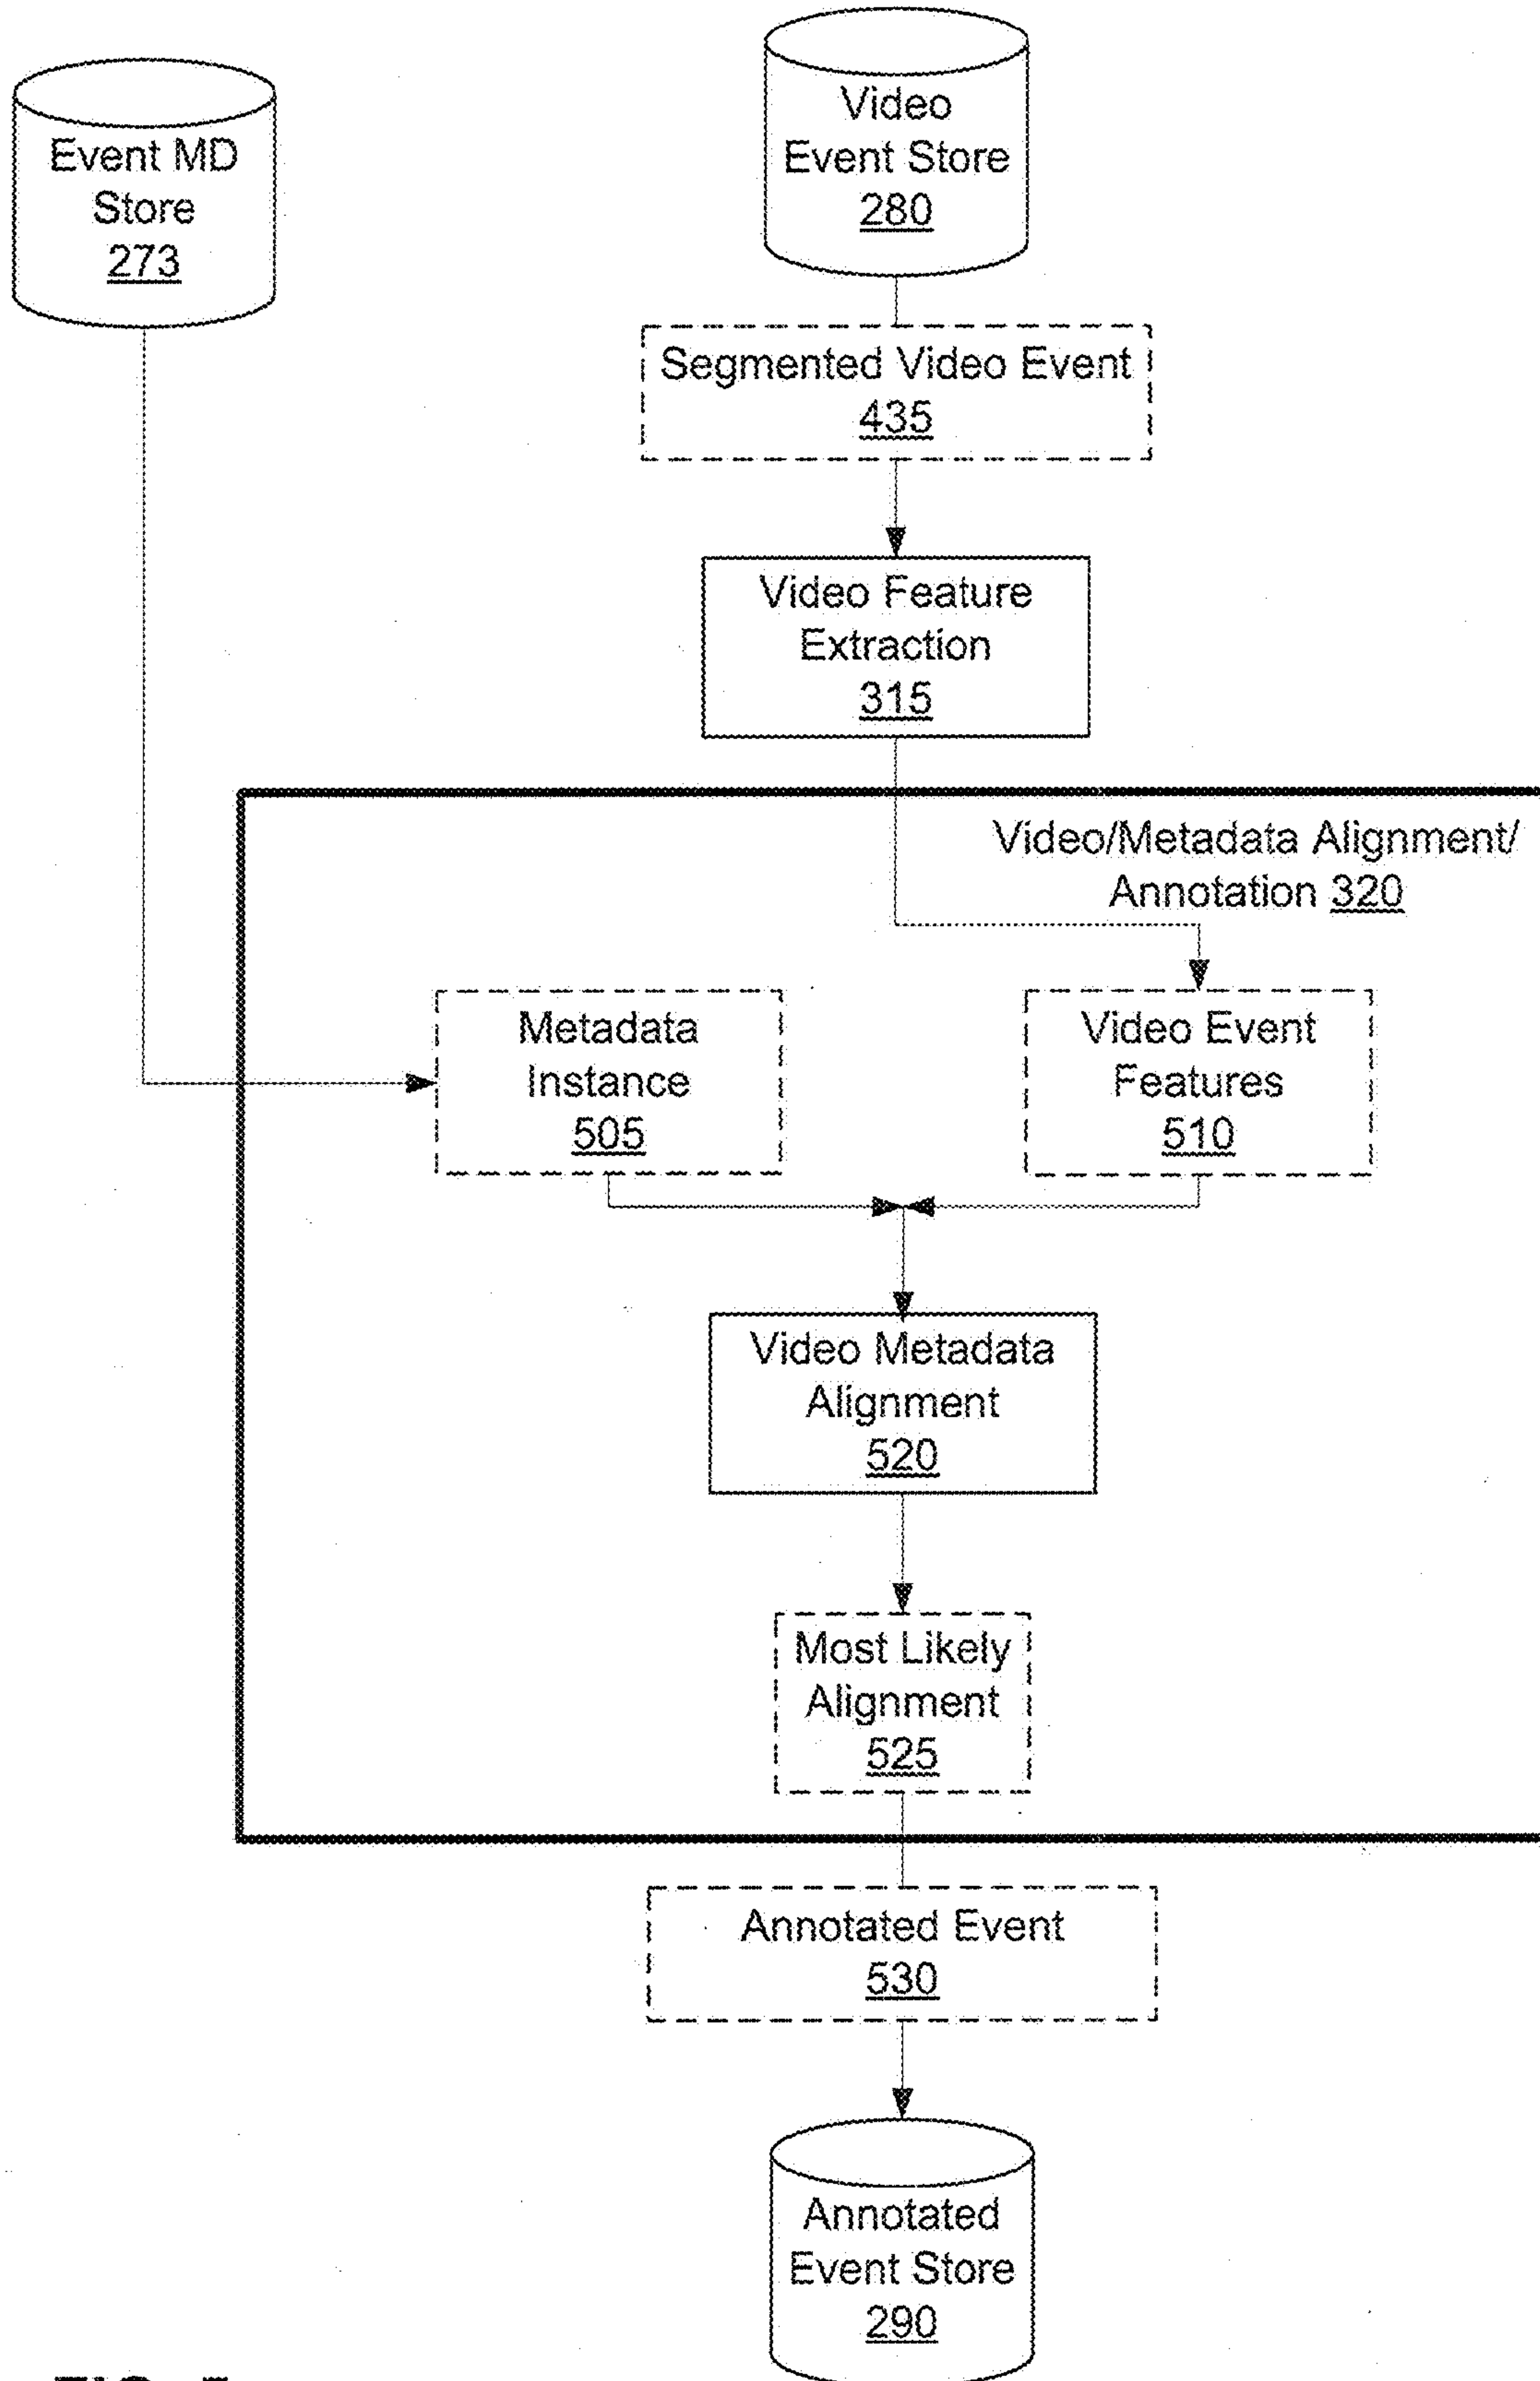 Video
Event Store
280
Event MD
Store
273
Segmented Video Event
435
Video Feature
Extraction
315
Video/Metadata Alignment/
Annotation 320
Metadata
Instance
505
Video Event
Features
510
Video Metadata
Alignment
520
Most Likely
Alignment
525
Annotated Event
530
Annotated
Event Store
290